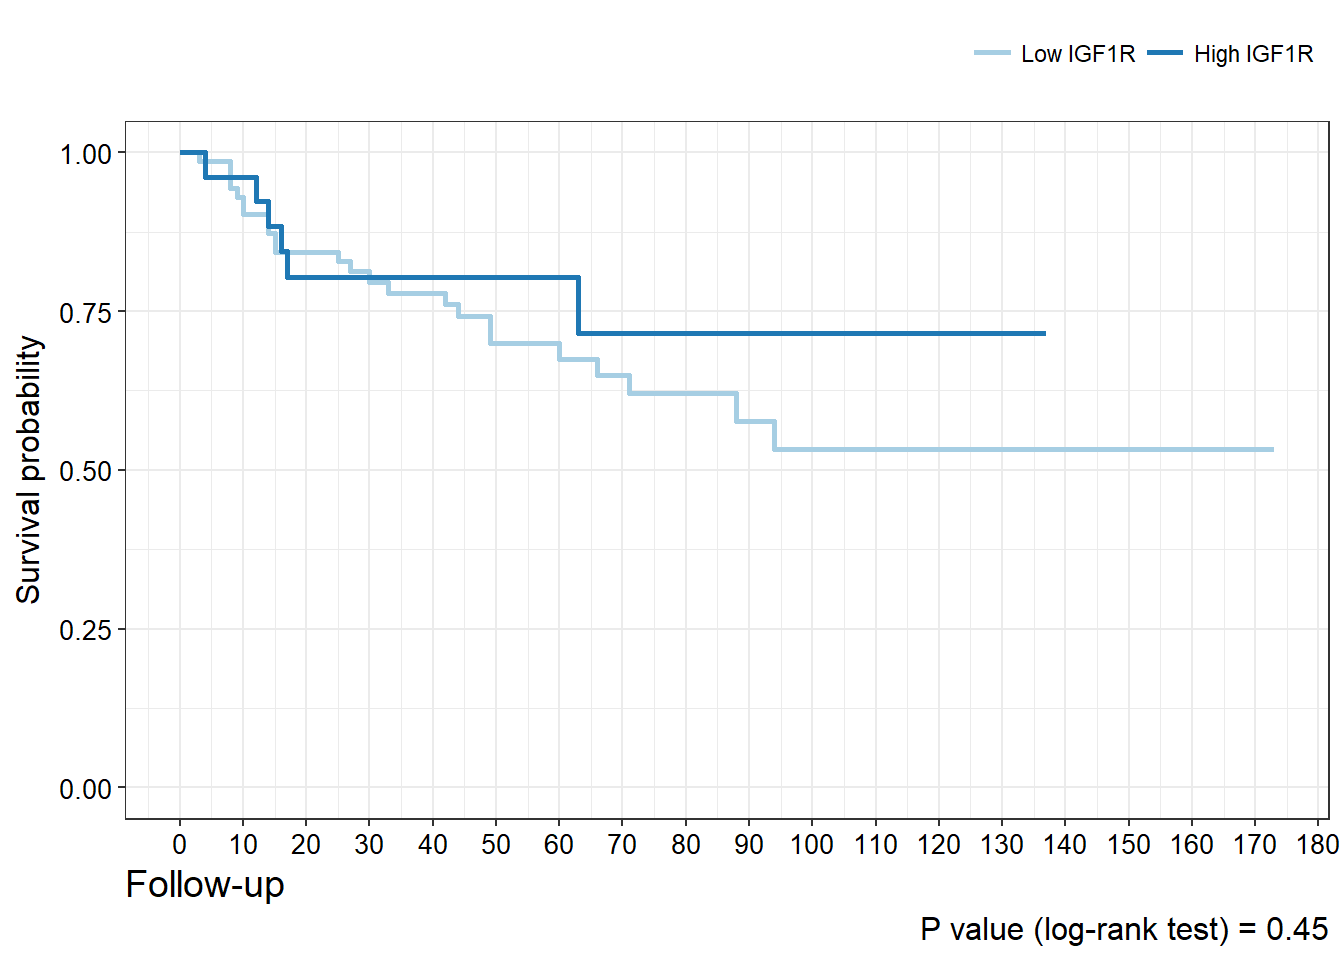 Low IGF1R High IGF1R
1.00
0.75
0.50
0.25
0.00
Survival probability
0 10 20 30 40 50 60 70 80 90 100 110 120 130 140 150 160 170 180
Follow-up
P value (log-rank test) = 0.45